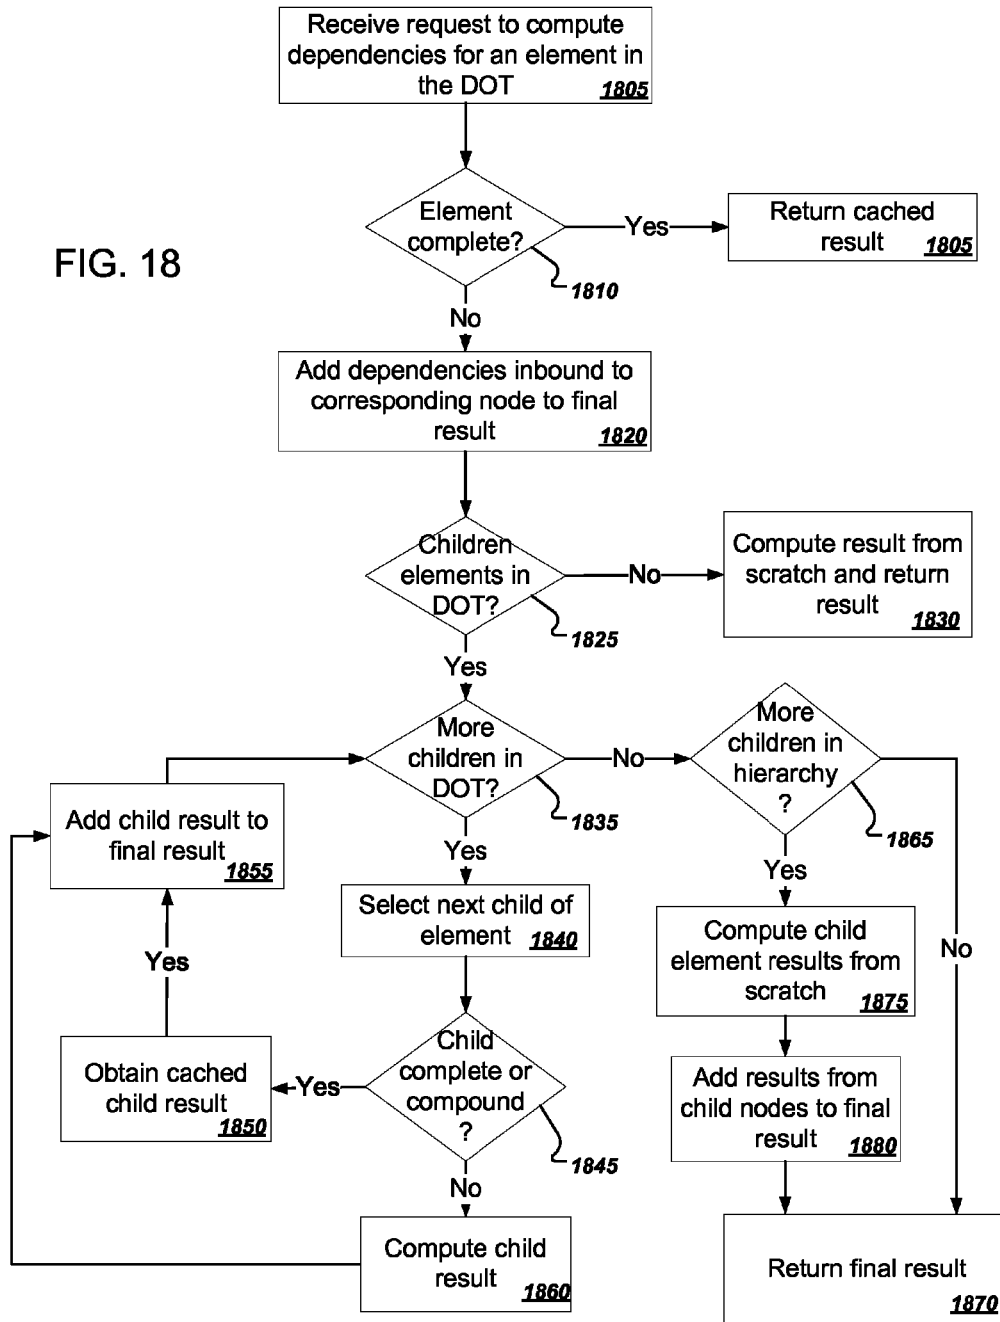 Receive request to compute
dependencies for an element in
the DOT
1805
Element
complete?
1810
Yes
Return cached
result
1805
FIG. 18
No
Add dependencies inbound to
corresponding node to final
result
1820
Children
elements in
DOT?
1825
No
Compute result from
scratch and return
result
1830
Yes
More
children in
DOT?
1835
No
More
children in
hierarchy
?
1865
Add child result to
final result
1855
Yes
Yes
No
Select next child of
element
1840
Compute child
element results from
scratch
1875
Yes
Child
complete or
compound
?
1845
Yes
Obtain cached
child result
1850
Add results from
child nodes to final
result
1880
No
Compute child
result
1860
Return final result
1870